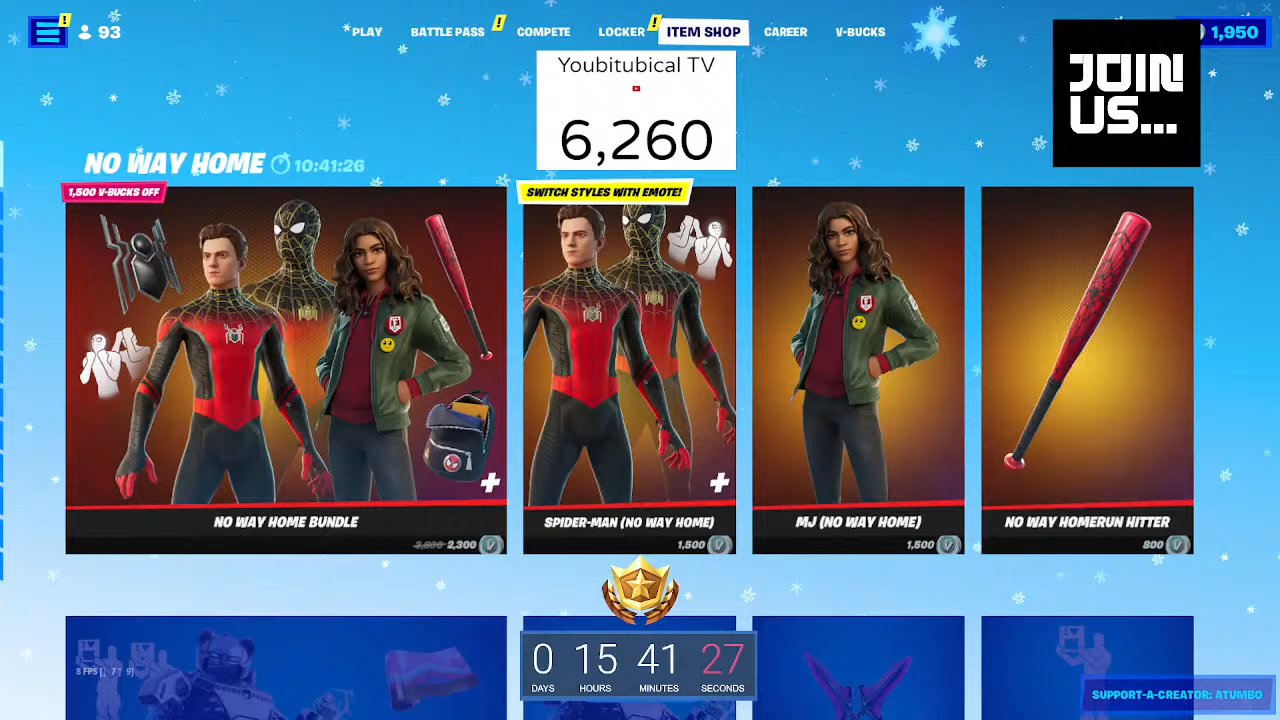 !
93
PLAY
BATTLE PASS
!
COMPETE
LOCKER
!
ITEM SHOP
CAREER
V-BUCKS
1,950
Youbitubical TV
6,260
JOIN
US...
NO WAY HOME
10:41:26
1,500 V-BUCKS OFF
SWITCH STYLES WITH EMOTE!
NO WAY HOME BUNDLE
3,800 2,300
SPIDER-MAN (NO WAY HOME)
1,500
MJ (NO WAY HOME)
1,500
NO WAY HOMERUN HITTER
800
0 15 41 27
DAYS HOURS MINUTES SECONDS
8 FPS [
SUPPORT-A-CREATOR: ATUMBO